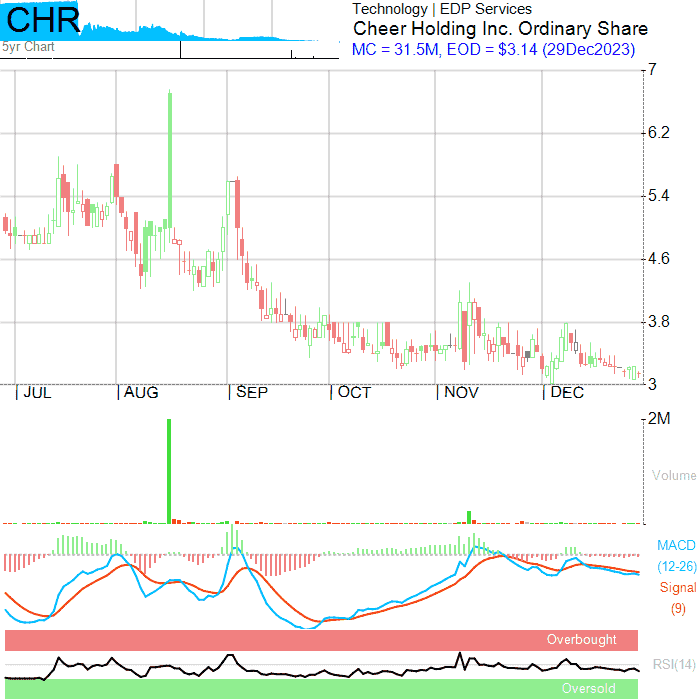 CHR
5yr Chart
Technology | EDP Services
Cheer Holding Inc. Ordinary Share
MC = 31.5M, EOD = $3.14 (29Dec2023)
7
6.2
5.4
4.6
3.8
3
JUL AUG SEP OCT NOV DEC
2M
Volume
MACD
(12-26)
Signal
(9)
Overbought
RSI(14)
Oversold